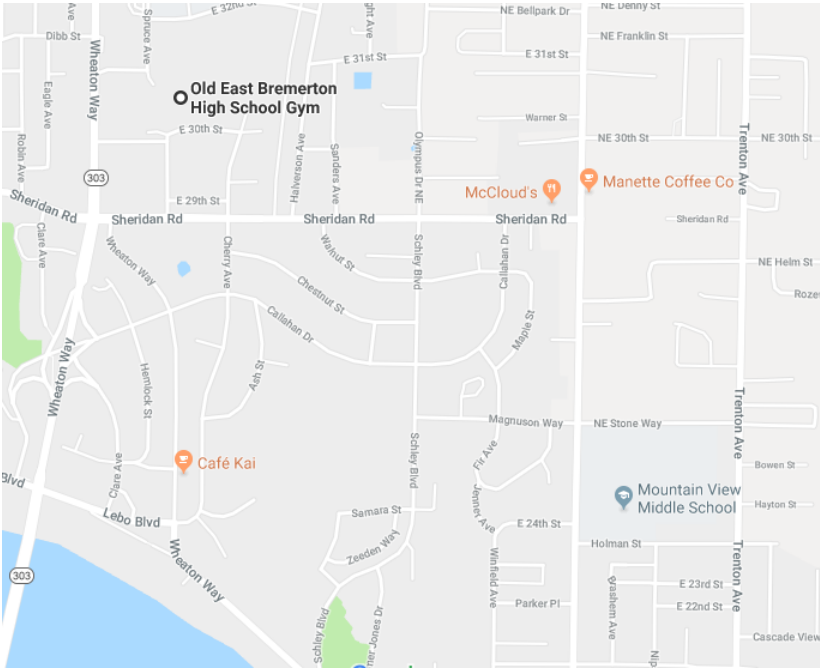 E 32nd St
NE Bellpark Dr
NE Denny St
Dibb St
Spruce Ave
NE Franklin St
Wheaton Way
E 31st St
E 31st St
Old East Bremerton
High School Gym
Eagle Ave
Robin Ave
E 30th St
Warner St
NE 30th St
NE 30th St
Trenton Ave
Halverson Ave
Sanders Ave
Olympus Dr NE
303
McCloud's
Manette Coffee Co
E 29th St
Sheridan Rd
Sheridan Rd
Sheridan Rd
Sheridan Rd
Sheridan Rd
Clare Ave
Wheaton Way
Cherry Ave
Walnut St
Schley Blvd
Callahan Dr
NE Helm St
Chestnut St
Callahan Dr
Maple St
Wheaton Way
Hemlock St
Ash St
Trenton Ave
Magnuson Way
NE Stone Way
Schley Blvd
Fir Ave
Café Kai
Clare Ave
Bowen St
Mountain View
Middle School
Hayton St
Blvd
Lebo Blvd
Samara St
Jenner Ave
E 24th St
Zeeden Way
Holman St
Wheaton Way
303
Winfield Ave
Trenton Ave
E 23rd St
E 22nd St
Parker Pl
Schley Blvd
Cascade View